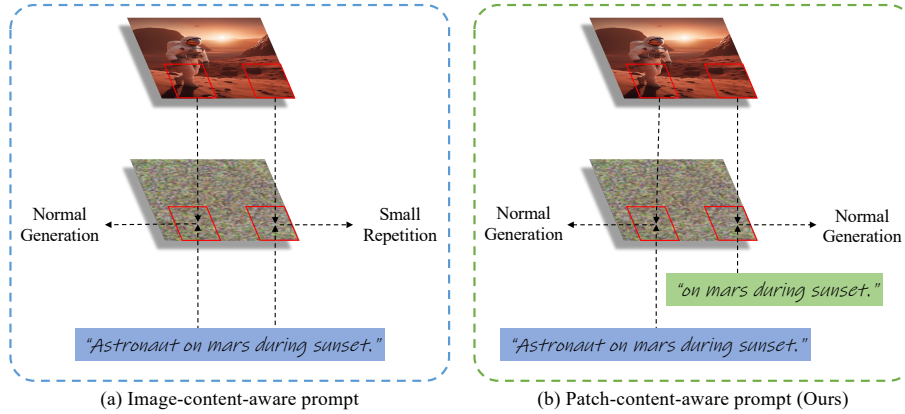 Normal
Generation
Small
Repetition
"Astronaut on mars during sunset."
(a) Image-content-aware prompt
Normal
Generation
Normal
Generation
"on mars during sunset."
"Astronaut on mars during sunset."
(b) Patch-content-aware prompt (Ours)